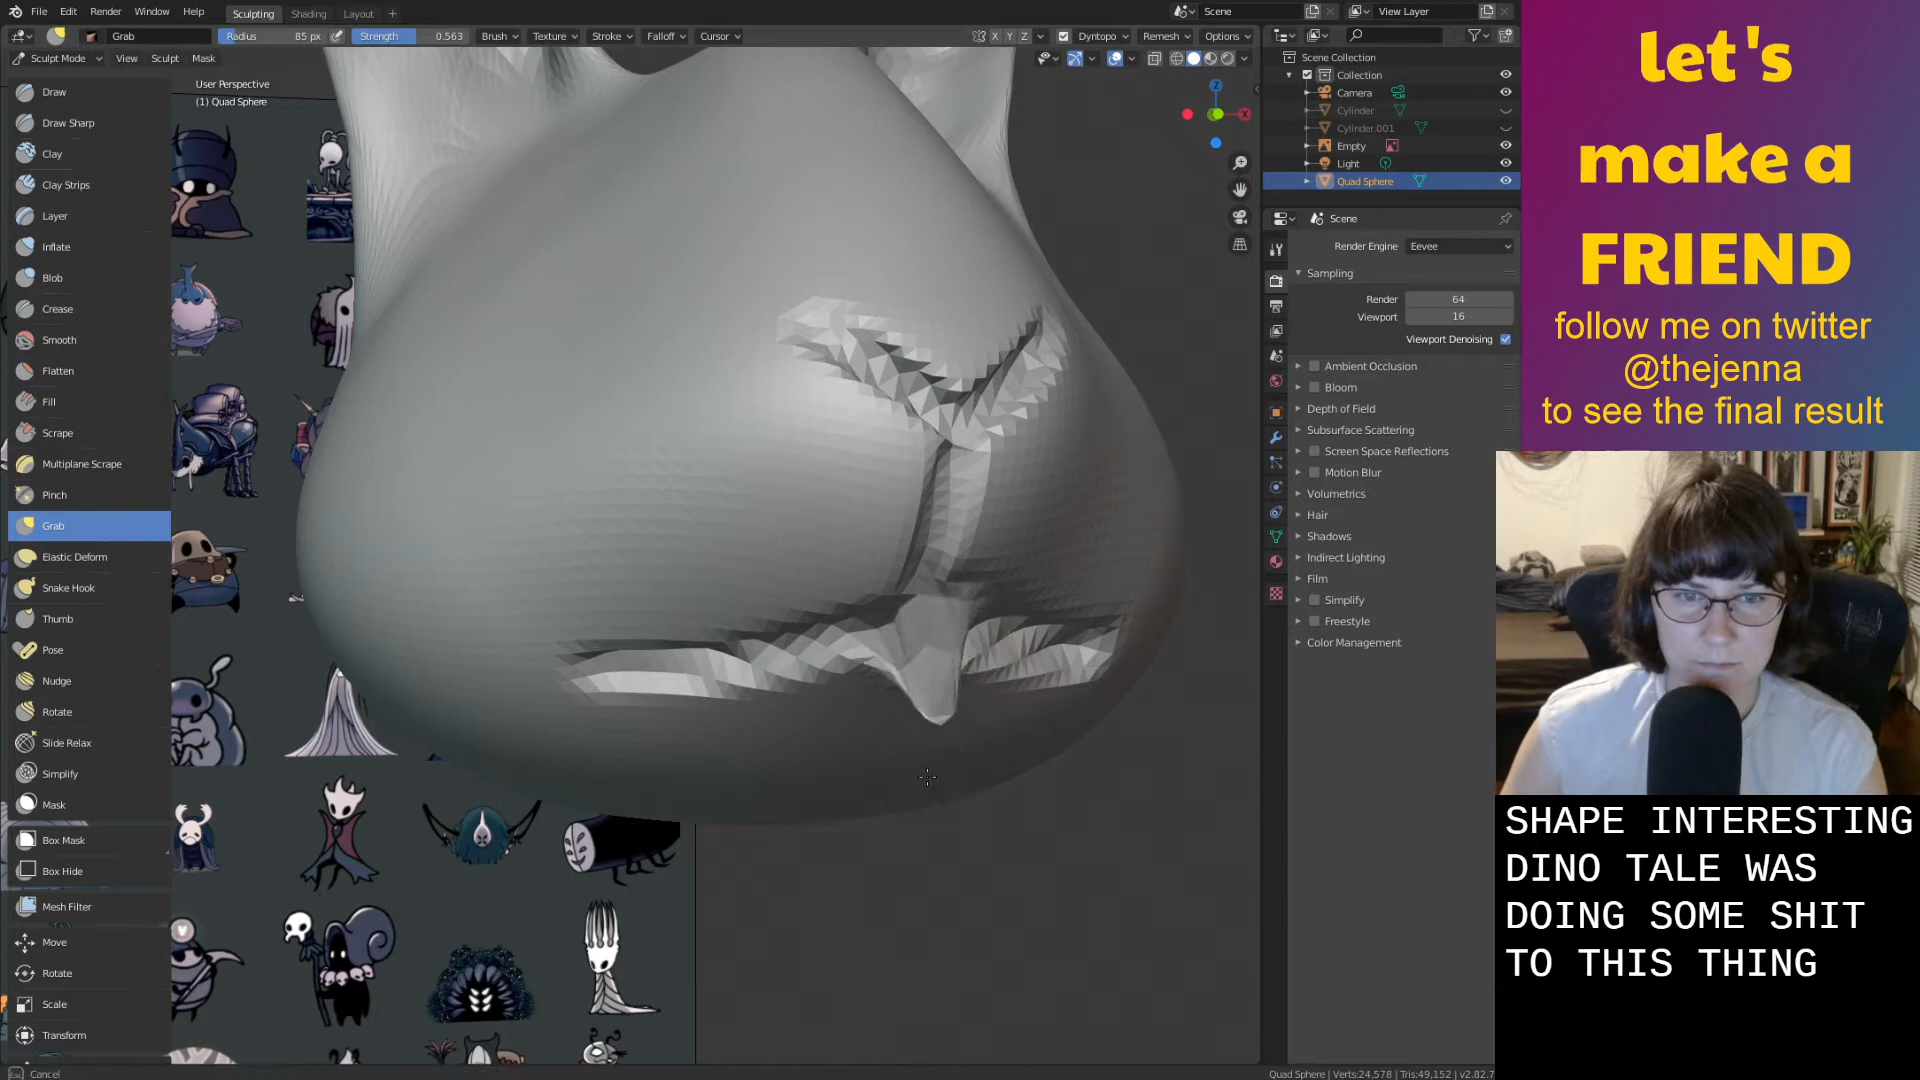 File Edit Render Window Help
Sculpting Shading Layout +
Scene
View Layer
Grab
Radius 85 px
Strength 0.563
Brush Texture Stroke Falloff Cursor
X Y Z
Dyntopo Remesh Options
Sculpt Mode View Sculpt Mask
User Perspective
(1) Quad Sphere
Draw
Draw Sharp
Clay
Clay Strips
Layer
Inflate
Blob
Crease
Smooth
Flatten
Fill
Scrape
Multiplane Scrape
Pinch
Grab
Elastic Deform
Snake Hook
Thumb
Pose
Nudge
Rotate
Slide Relax
Simplify
Mask
Box Mask
Box Hide
Mesh Filter
Move
Rotate
Scale
Transform
Cancel
Z
Scene Collection
Collection
Camera
Cylinder
Cylinder.001
Empty
Light
Quad Sphere
Scene
Render Engine Eevee
Sampling
Render 64
Viewport 16
Viewport Denoising
Ambient Occlusion
Bloom
Depth of Field
Subsurface Scattering
Screen Space Reflections
Motion Blur
Volumetrics
Hair
Shadows
Indirect Lighting
Film
Simplify
Freestyle
Color Management
Quad Sphere | Verts:24,578 | Tris:49,152 | v2.82.7
let's
make a
FRIEND
follow me on twitter
@thejenna
to see the final result
SHAPE INTERESTING
DINO TALE WAS
DOING SOME SHIT
TO THIS THING